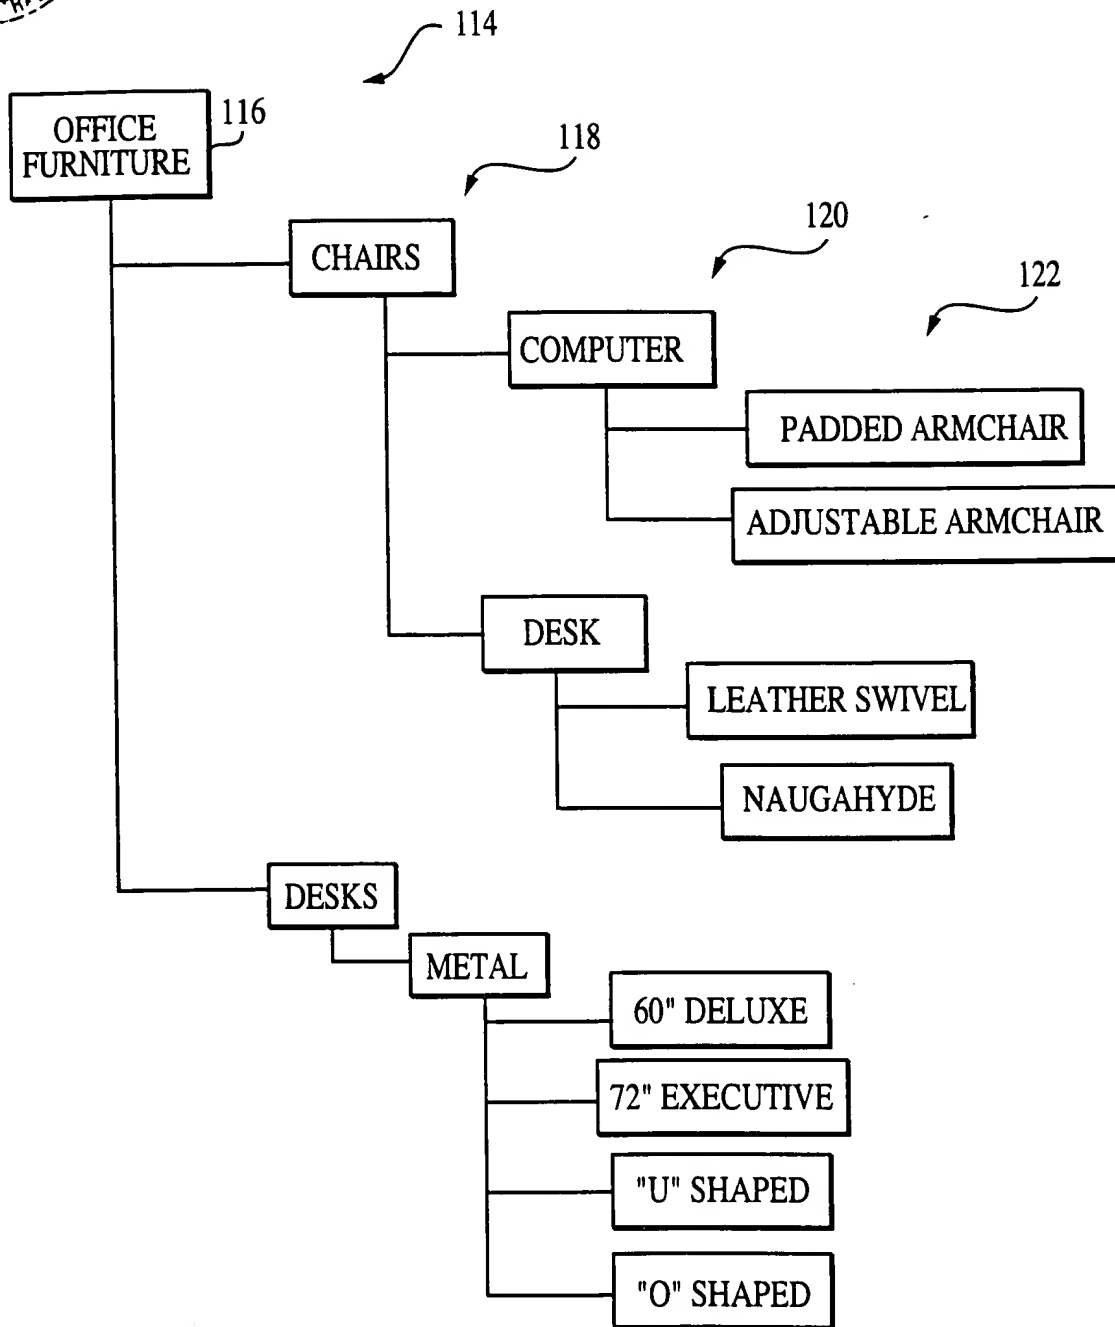 114
OFFICE
FURNITURE
116
118
CHAIRS
120
122
COMPUTER
PADDED ARMCHAIR
ADJUSTABLE ARMCHAIR
DESK
LEATHER SWIVEL
NAUGAHYDE
DESKS
METAL
60" DELUXE
72" EXECUTIVE
"U" SHAPED
"O" SHAPED